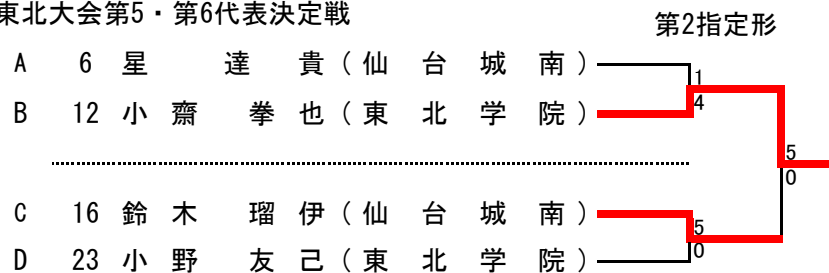 東北大会第5・第6代表決定戦
第2指定形
A 6 星 達 貴 ( 仙 台 城 南 )
1
4
B 12 小 齋 拳 也 ( 東 北 学 院 )
5
0
C 16 鈴 木 瑠 伊 ( 仙 台 城 南 )
5
0
D 23 小 野 友 己 ( 東 北 学 院 )